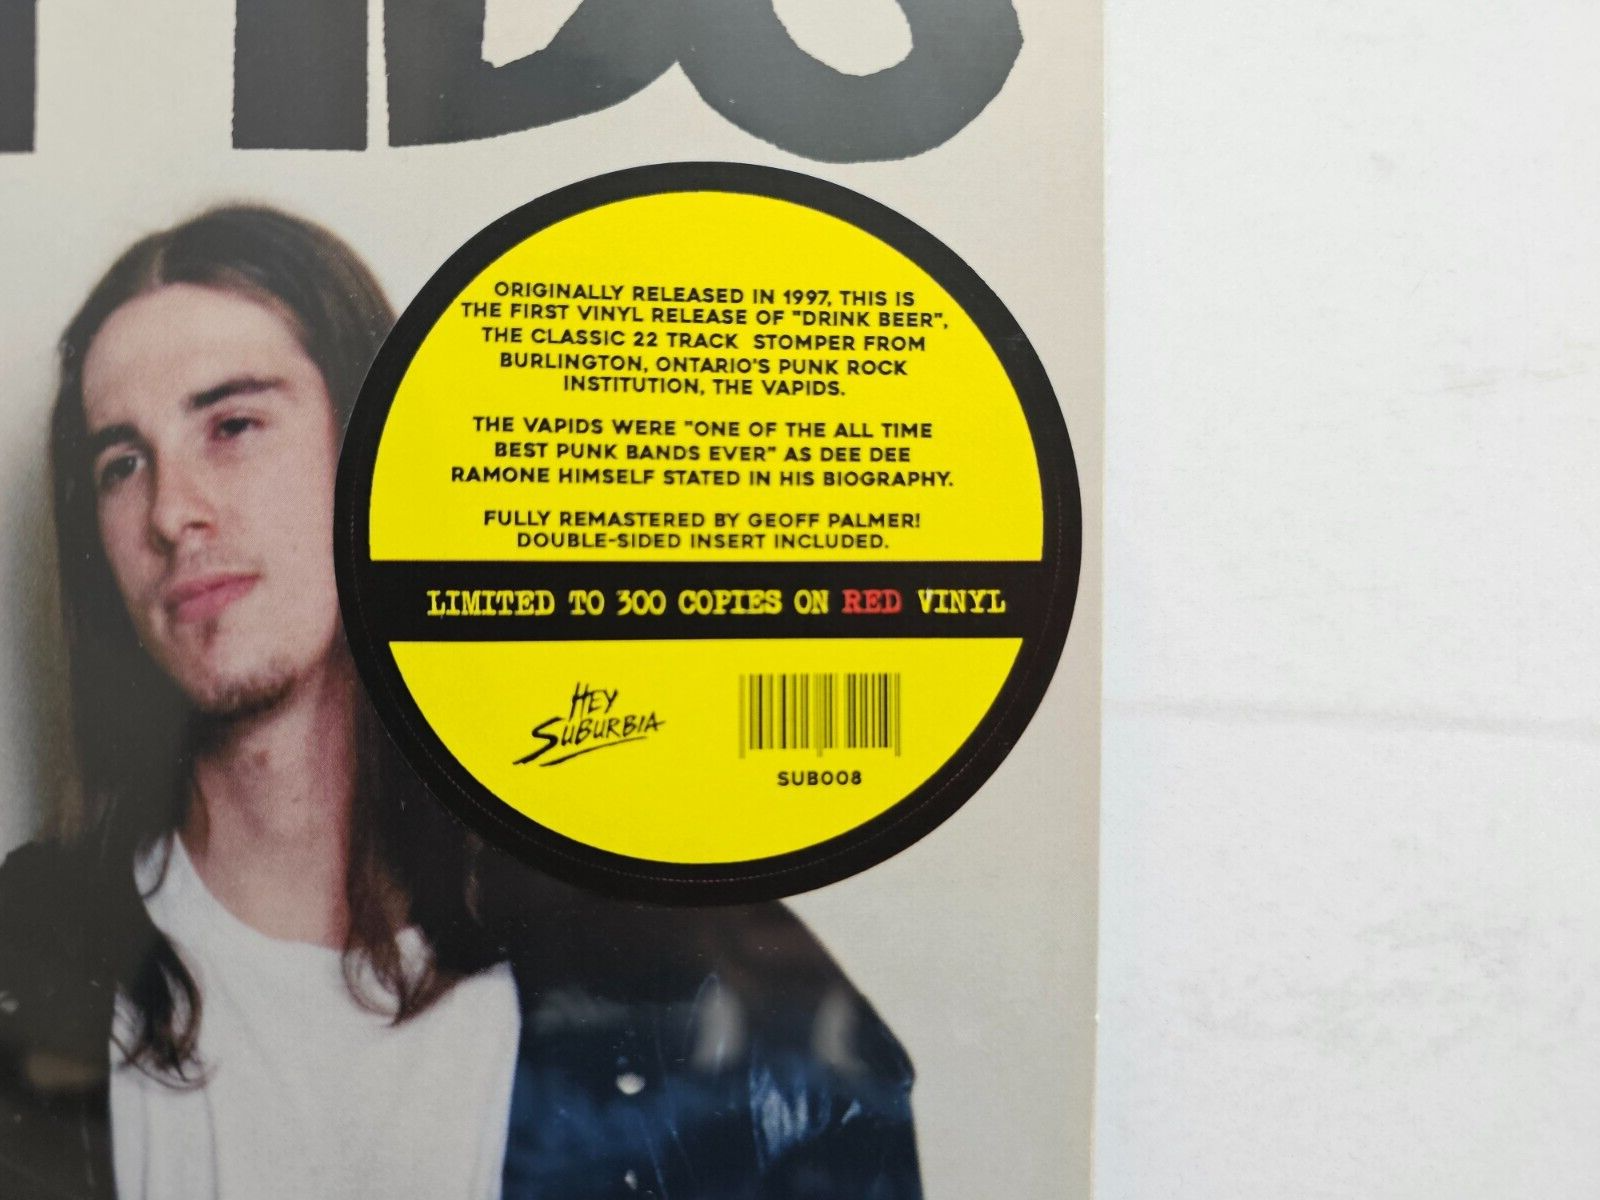 PIDS
ORIGINALLY RELEASED IN 1997, THIS IS
THE FIRST VINYL RELEASE OF "DRINK BEER",
THE CLASSIC 22 TRACK STOMPER FROM
BURLINGTON, ONTARIO'S PUNK ROCK
INSTITUTION, THE VAPIDS.
THE VAPIDS WERE "ONE OF THE ALL TIME
BEST PUNK BANDS EVER" AS DEE DEE
RAMONE HIMSELF STATED IN HIS BIOGRAPHY.
FULLY REMASTERED BY GEOFF PALMER!
DOUBLE-SIDED INSERT INCLUDED.
LIMITED TO 300 COPIES ON RED VINYL
HEY
SUBURBIA
SUB008